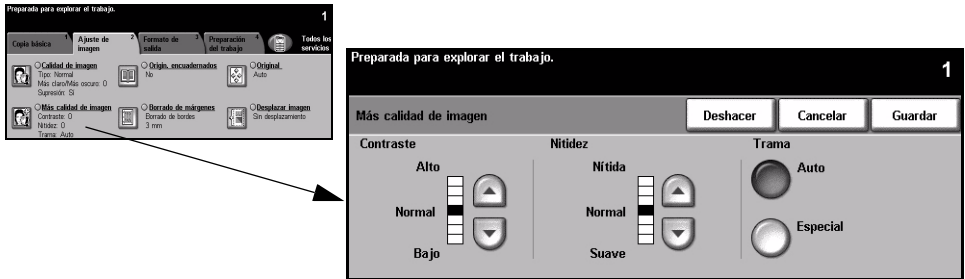 Preparada para explorar el trabajo.
1
Copia básica 1
Ajuste de imagen 2
Formato de salida 3
Preparación del trabajo 4
Todos los servicios
Calidad de imagen
Tipo: Normal
Más claro/Más oscuro: 0
Supresión: Sí
Origin. encuadernados
No
Original
Auto
Más calidad de imagen
Contraste: 0
Nitidez: 0
Trama: Auto
Borrado de márgenes
Borrado de bordes
3 mm
Desplazar imagen
Sin desplazamiento
Preparada para explorar el trabajo.
1
Más calidad de imagen
Deshacer
Cancelar
Guardar
Contraste
Alto
Normal
Bajo
Nitidez
Nítida
Normal
Suave
Trama
Auto
Especial